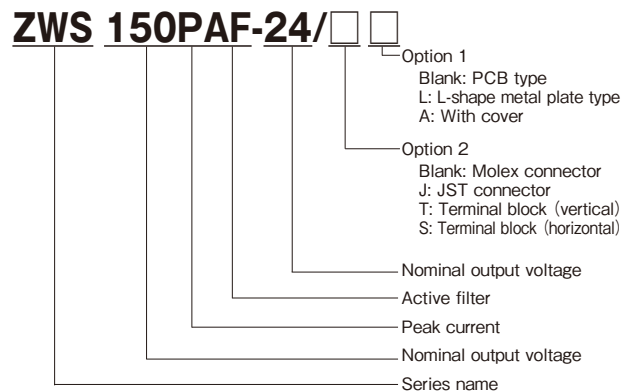 ZWS 150PAF-24/□ □
Option 1
Blank: PCB type
L: L-shape metal plate type
A: With cover
Option 2
Blank: Molex connector
J: JST connector
T: Terminal block (vertical)
S: Terminal block (horizontal)
Nominal output voltage
Active filter
Peak current
Nominal output voltage
Series name